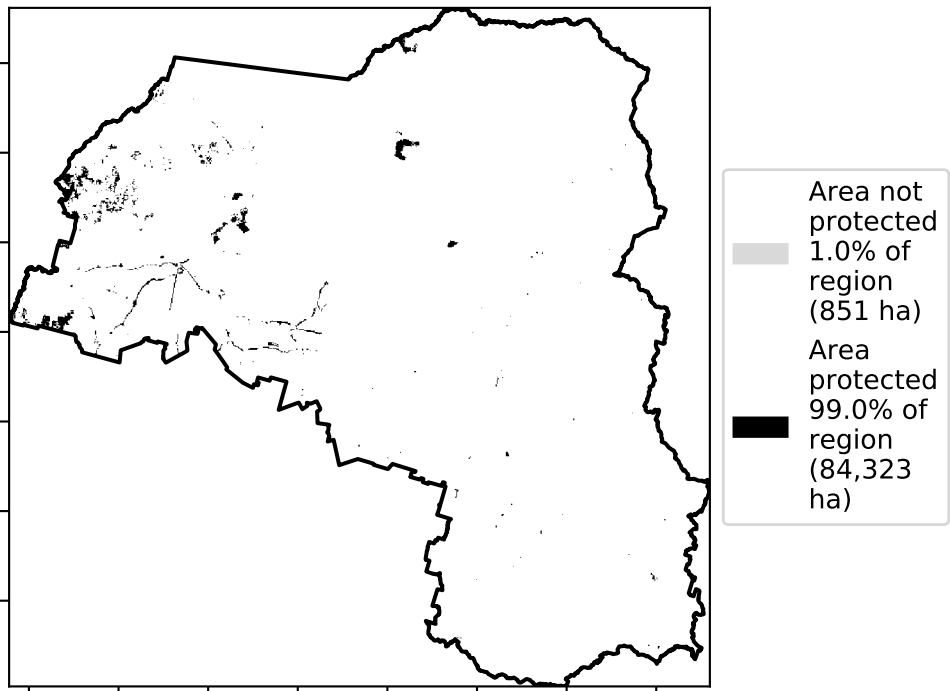 Area not
protected
1.0% of
region
(851 ha)
Area
protected
99.0% of
region
(84,323
ha)